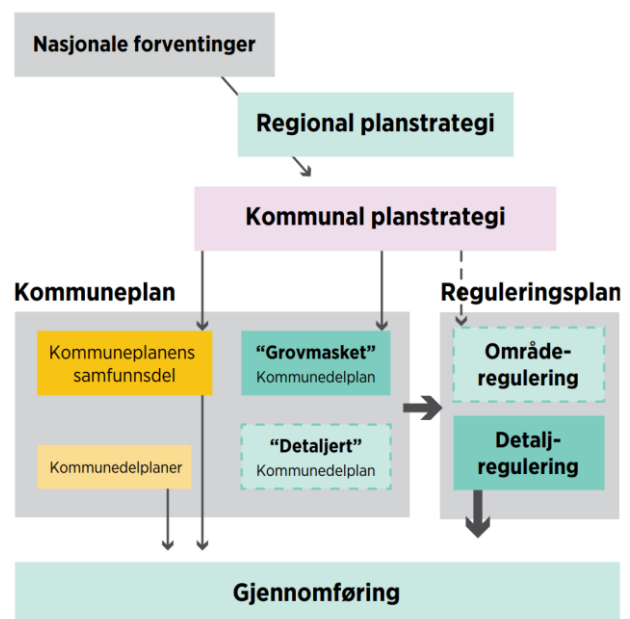 Nasjonale forventinger
Regional planstrategi
Kommunal planstrategi
Kommuneplan
Reguleringsplan
Kommuneplanens
samfunnsdel
“Grovmasket”
Kommunedelplan
Område-
regulering
Kommunedelplaner
“Detaljert”
Kommunedelplan
Detalj-
regulering
Gjennomføring